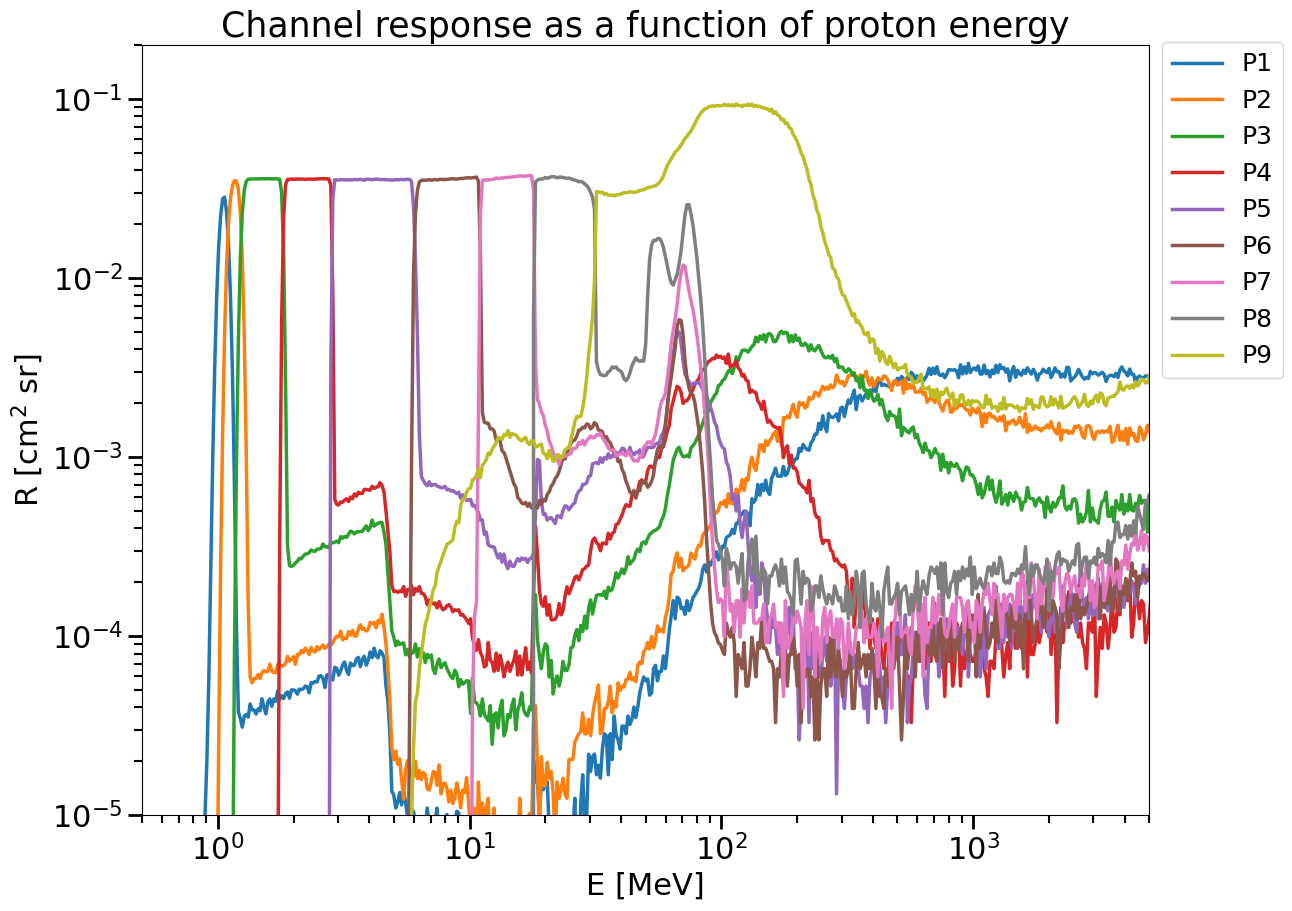 Channel response as a function of proton energy
R [cm² sr]
10⁻¹
10⁻²
10⁻³
10⁻⁴
10⁻⁵
10⁰
10¹
10²
10³
E [MeV]
P1
P2
P3
P4
P5
P6
P7
P8
P9